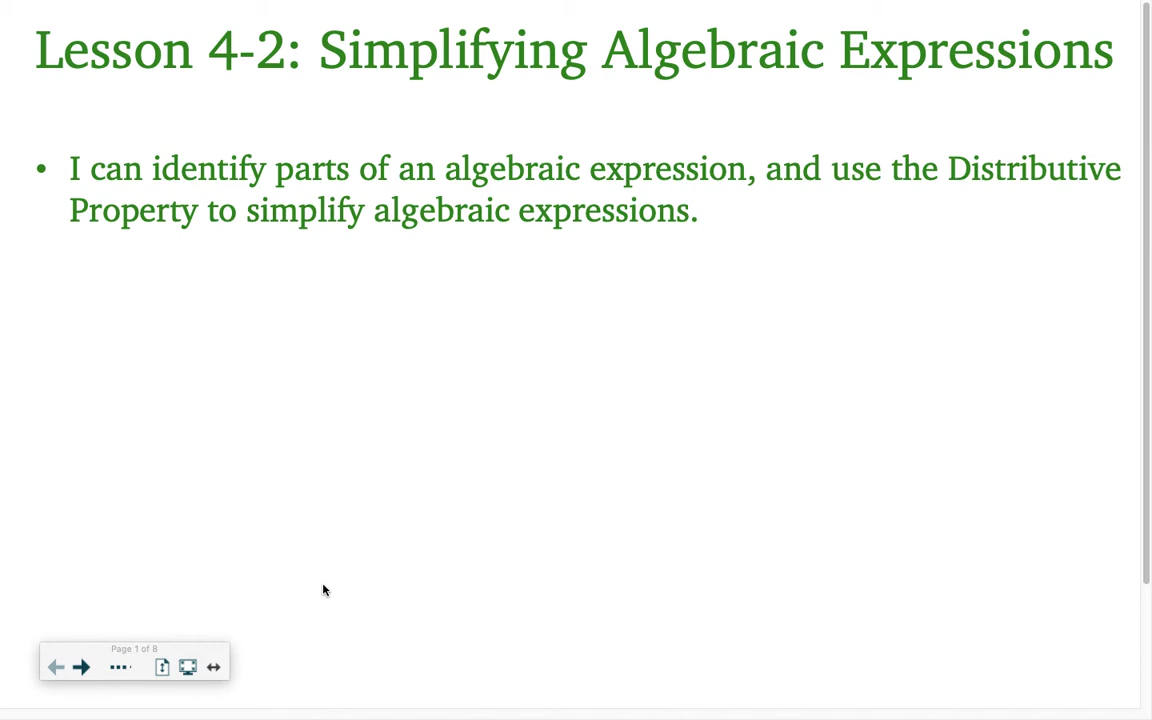 Lesson 4-2: Simplifying Algebraic Expressions
• I can identify parts of an algebraic expression, and use the Distributive
Property to simplify algebraic expressions.
Page 1 of 8